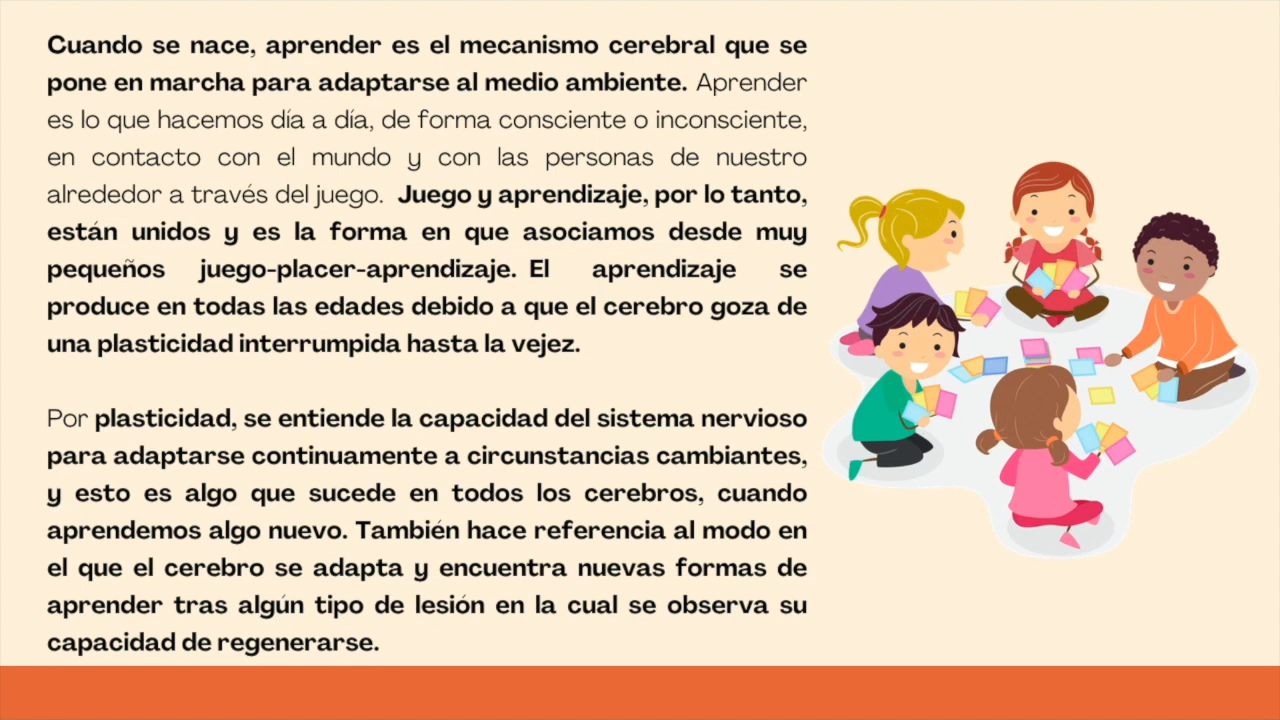 Cuando se nace, aprender es el mecanismo cerebral que se
pone en marcha para adaptarse al medio ambiente. Aprender
es lo que hacemos día a día, de forma consciente o inconsciente,
en contacto con el mundo y con las personas de nuestro
alrededor a través del juego. Juego y aprendizaje, por lo tanto,
están unidos y es la forma en que asociamos desde muy
pequeños juego-placer-aprendizaje. El aprendizaje se
produce en todas las edades debido a que el cerebro goza de
una plasticidad interrumpida hasta la vejez.
Por plasticidad, se entiende la capacidad del sistema nervioso
para adaptarse continuamente a circunstancias cambiantes,
y esto es algo que sucede en todos los cerebros, cuando
aprendemos algo nuevo. También hace referencia al modo en
el que el cerebro se adapta y encuentra nuevas formas de
aprender tras algún tipo de lesión en la cual se observa su
capacidad de regenerarse.